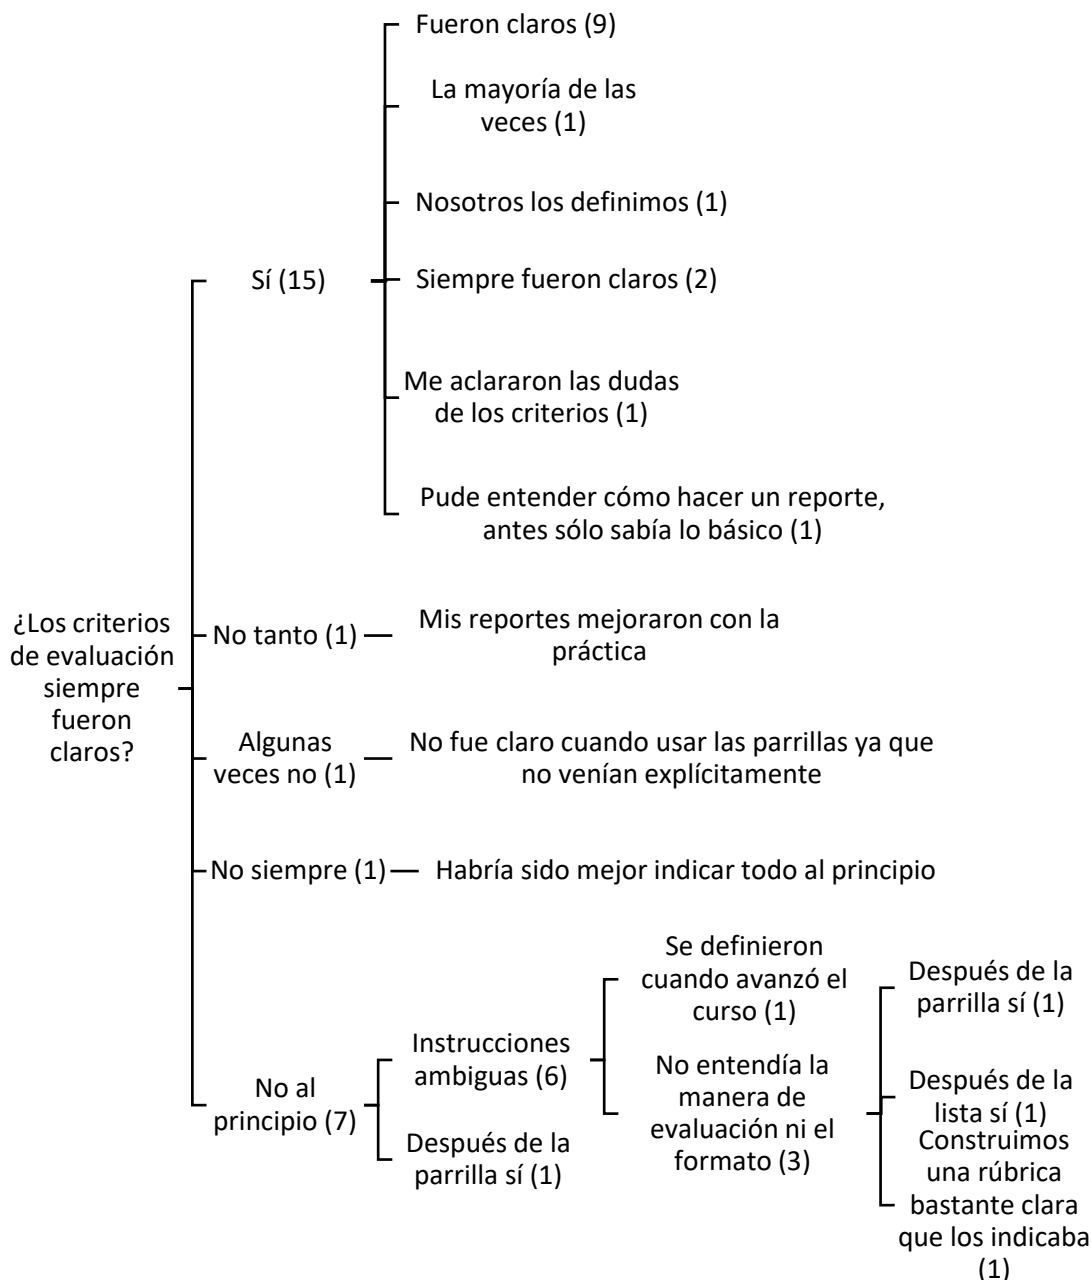 ¿Los criterios
de evaluación
siempre
fueron
claros?
Sí (15)
Fueron claros (9)
La mayoría de las
veces (1)
Nosotros los definimos (1)
Siempre fueron claros (2)
Me aclararon las dudas
de los criterios (1)
Pude entender cómo hacer un reporte,
antes sólo sabía lo básico (1)
No tanto (1)
Mis reportes mejoraron con la
práctica
Algunas
veces no (1)
No fue claro cuando usar las parrillas ya que
no venían explícitamente
No siempre (1)
Habría sido mejor indicar todo al principio
No al
principio (7)
Instrucciones
ambiguas (6)
Se definieron
cuando avanzó el
curso (1)
No entendía la
manera de
evaluación ni el
formato (3)
Después de la
parrilla sí (1)
Después de la
lista sí (1)
Construimos
una rúbrica
bastante clara
que los indicaba
(1)
Después de la
parrilla sí (1)